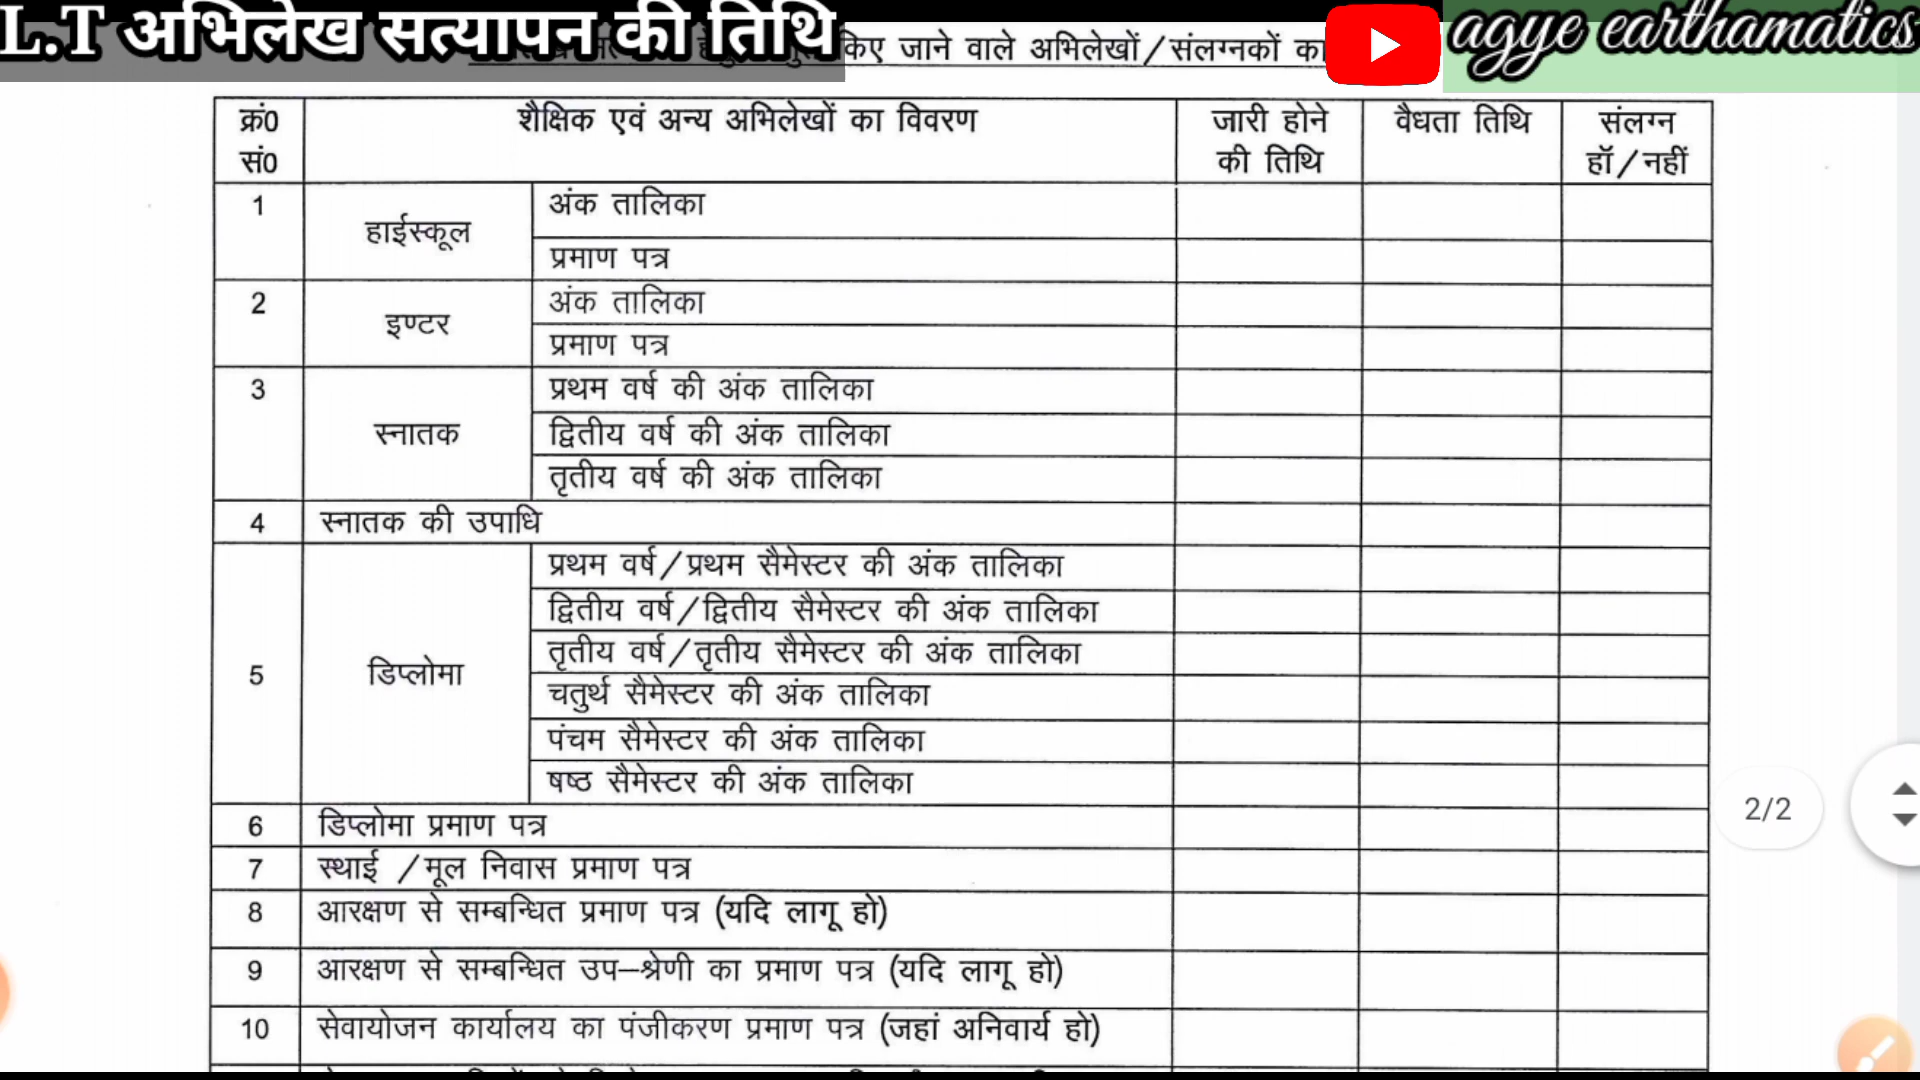 L.T अभिलेख सत्यापन की तिथि
किए जाने वाले अभिलेखों/संलग्नकों का
agye earthamatics
क्रं0 सं0 शैक्षिक एवं अन्य अभिलेखों का विवरण जारी होने की तिथि वैधता तिथि संलग्न हॉ/नहीं
1 हाईस्कूल अंक तालिका
प्रमाण पत्र
2 इण्टर अंक तालिका
प्रमाण पत्र
3 स्नातक प्रथम वर्ष की अंक तालिका
द्वितीय वर्ष की अंक तालिका
तृतीय वर्ष की अंक तालिका
4 स्नातक की उपाधि
5 डिप्लोमा प्रथम वर्ष/प्रथम सैमेस्टर की अंक तालिका
द्वितीय वर्ष/द्वितीय सैमेस्टर की अंक तालिका
तृतीय वर्ष/तृतीय सैमेस्टर की अंक तालिका
चतुर्थ सैमेस्टर की अंक तालिका
पंचम सैमेस्टर की अंक तालिका
षष्ठ सैमेस्टर की अंक तालिका
6 डिप्लोमा प्रमाण पत्र
7 स्थाई /मूल निवास प्रमाण पत्र
8 आरक्षण से सम्बन्धित प्रमाण पत्र (यदि लागू हो)
9 आरक्षण से सम्बन्धित उप–श्रेणी का प्रमाण पत्र (यदि लागू हो)
10 सेवायोजन कार्यालय का पंजीकरण प्रमाण पत्र (जहां अनिवार्य हो)
2/2